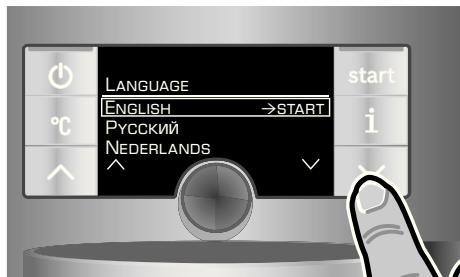 LANGUAGE
ENGLISH →START
РУССКИЙ
NEDERLANDS
°C
start
i